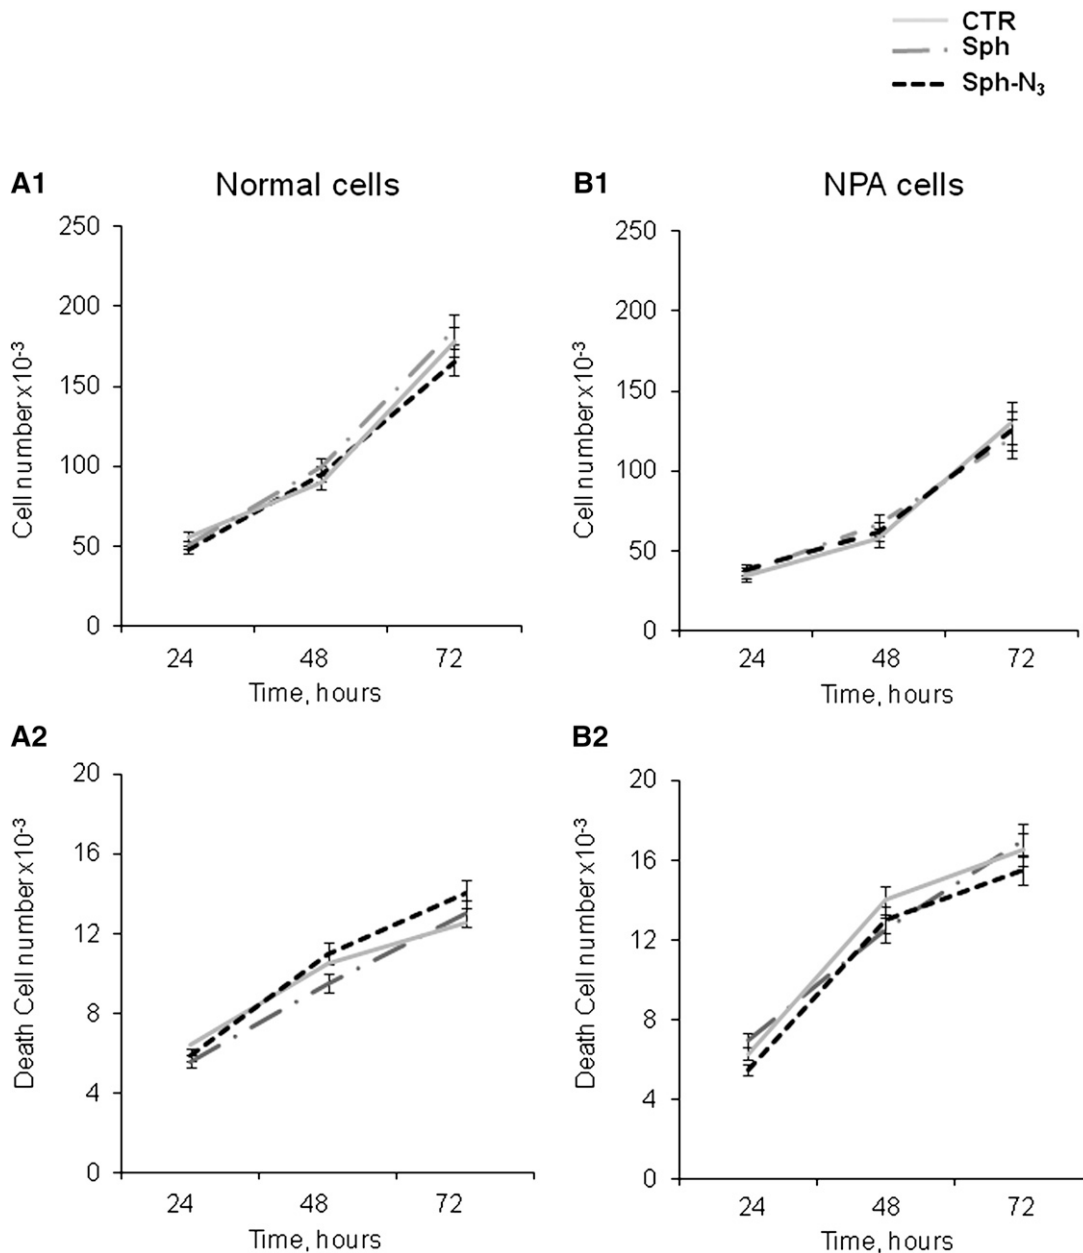 CTR
Sph
Sph-N₃
A1 Normal cells
250
200
150
100
50
0
Cell number x10⁻³
24 48 72
Time, hours
B1 NPA cells
250
200
150
100
50
0
Cell number x10⁻³
24 48 72
Time, hours
A2
20
16
12
8
4
0
Death Cell number x10⁻³
24 48 72
Time, hours
B2
20
16
12
8
4
0
Death Cell number x10⁻³
24 48 72
Time, hours